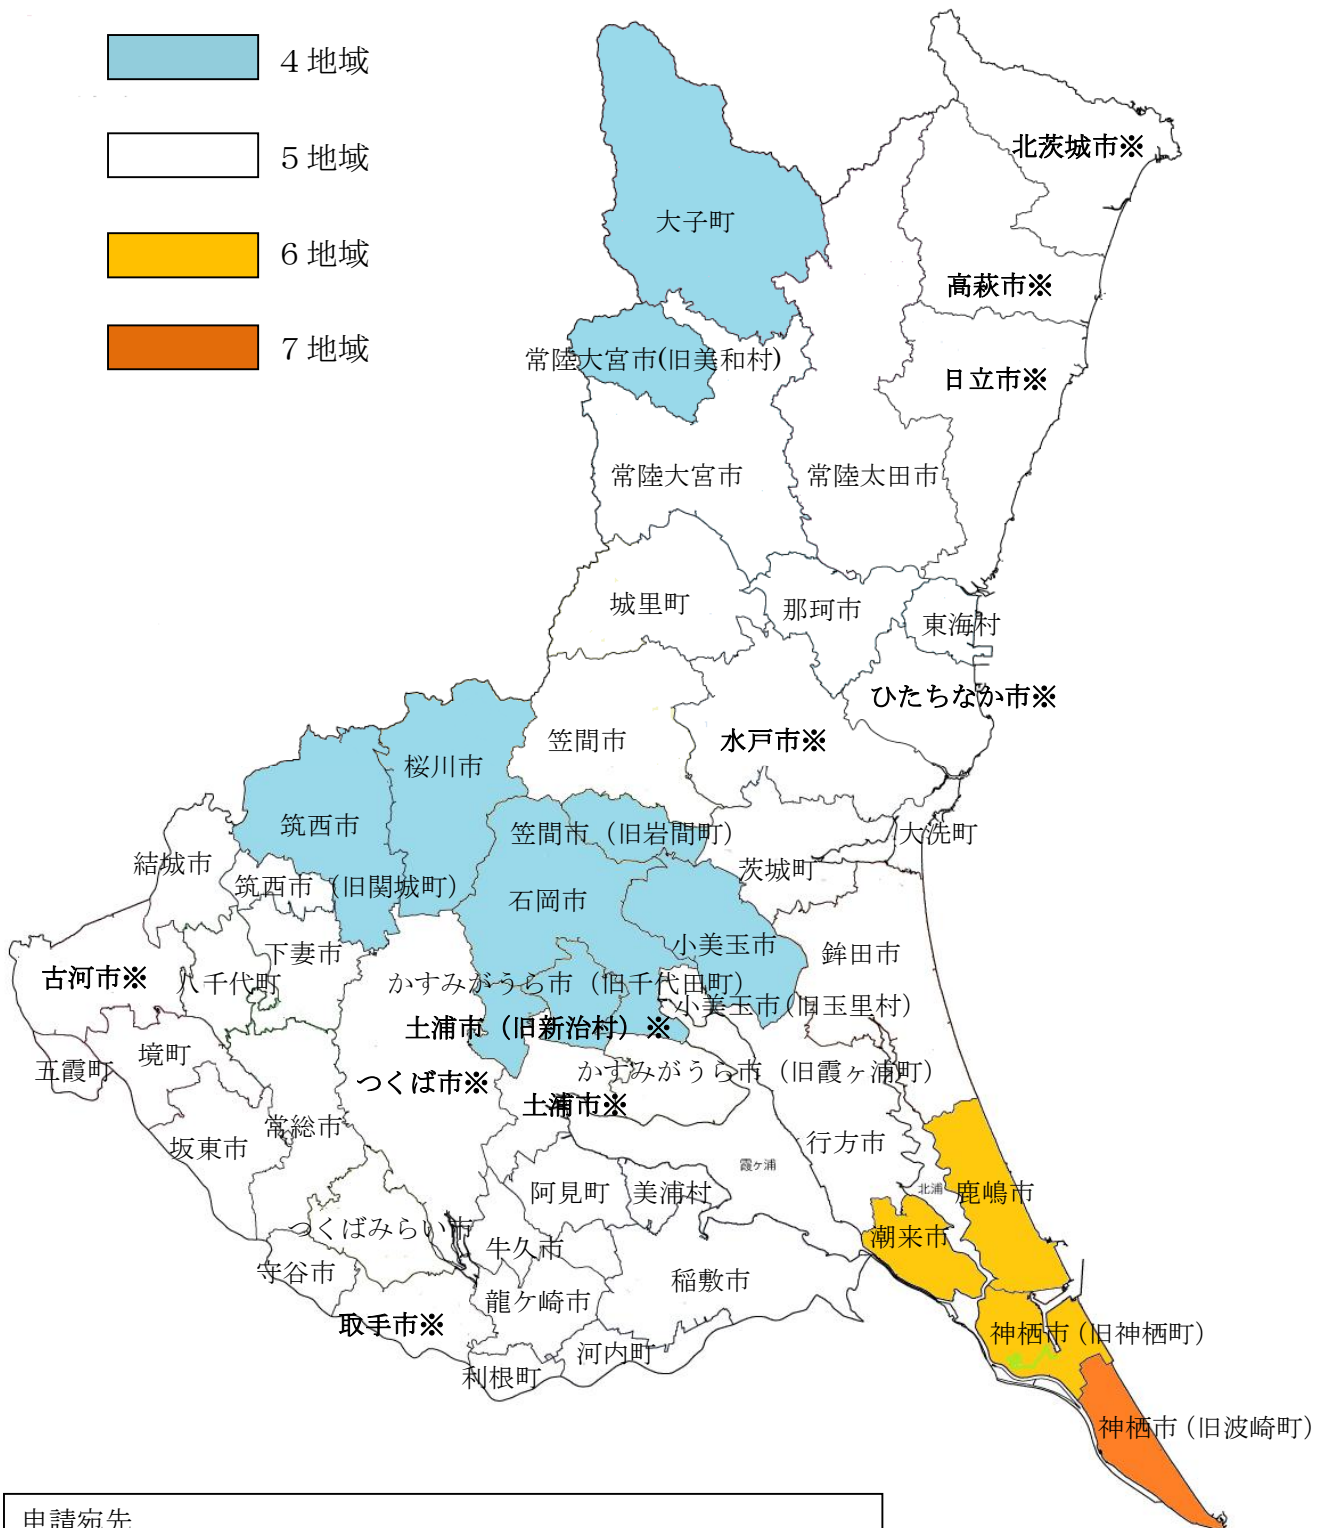 ４地域
５地域
６地域
７地域
北茨城市※
大子町
高萩市※
常陸大宮市(旧美和村)
日立市※
常陸大宮市
常陸太田市
城里町
那珂市
東海村
ひたちなか市※
笠間市
水戸市※
桜川市
筑西市
笠間市（旧岩間町）
大洗町
結城市
茨城町
筑西市（旧関城町）
石岡市
小美玉市
下妻市
鉾田市
古河市※
八千代町
かすみがうら市（旧千代田町）
小美玉市(旧玉里村)
土浦市（旧新治村）※
境町
五霞町
かすみがうら市（旧霞ヶ浦町）
つくば市※
土浦市※
常総市
坂東市
行方市
霞ヶ浦
阿見町
美浦村
北浦
鹿嶋市
つくばみらい市
潮来市
牛久市
守谷市
稲敷市
龍ケ崎市
取手市※
神栖市(旧神栖町)
河内町
利根町
神栖市(旧波崎町)
申請宛先